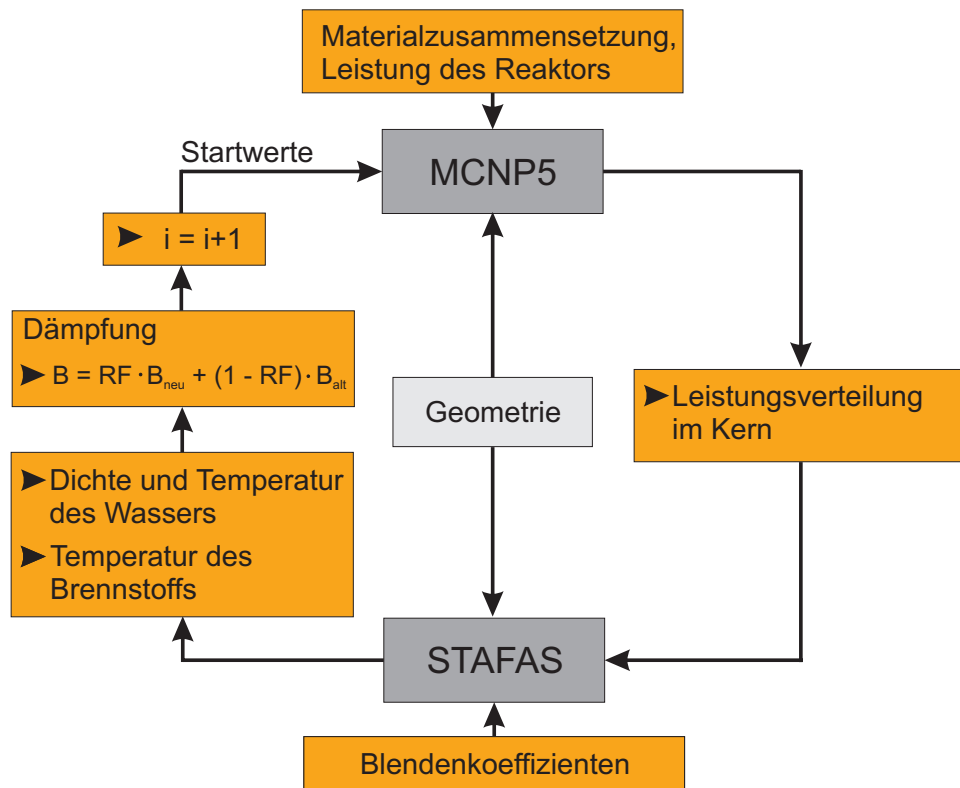 Materialzusammensetzung,
Leistung des Reaktors
Startwerte
MCNP5
➤ i = i+1
Dämpfung
➤ B = RF · Bneu + (1 - RF) · Balt
Geometrie
➤ Leistungsverteilung
im Kern
➤ Dichte und Temperatur
des Wassers
➤ Temperatur des
Brennstoffs
STAFAS
Blendenkoeffizienten